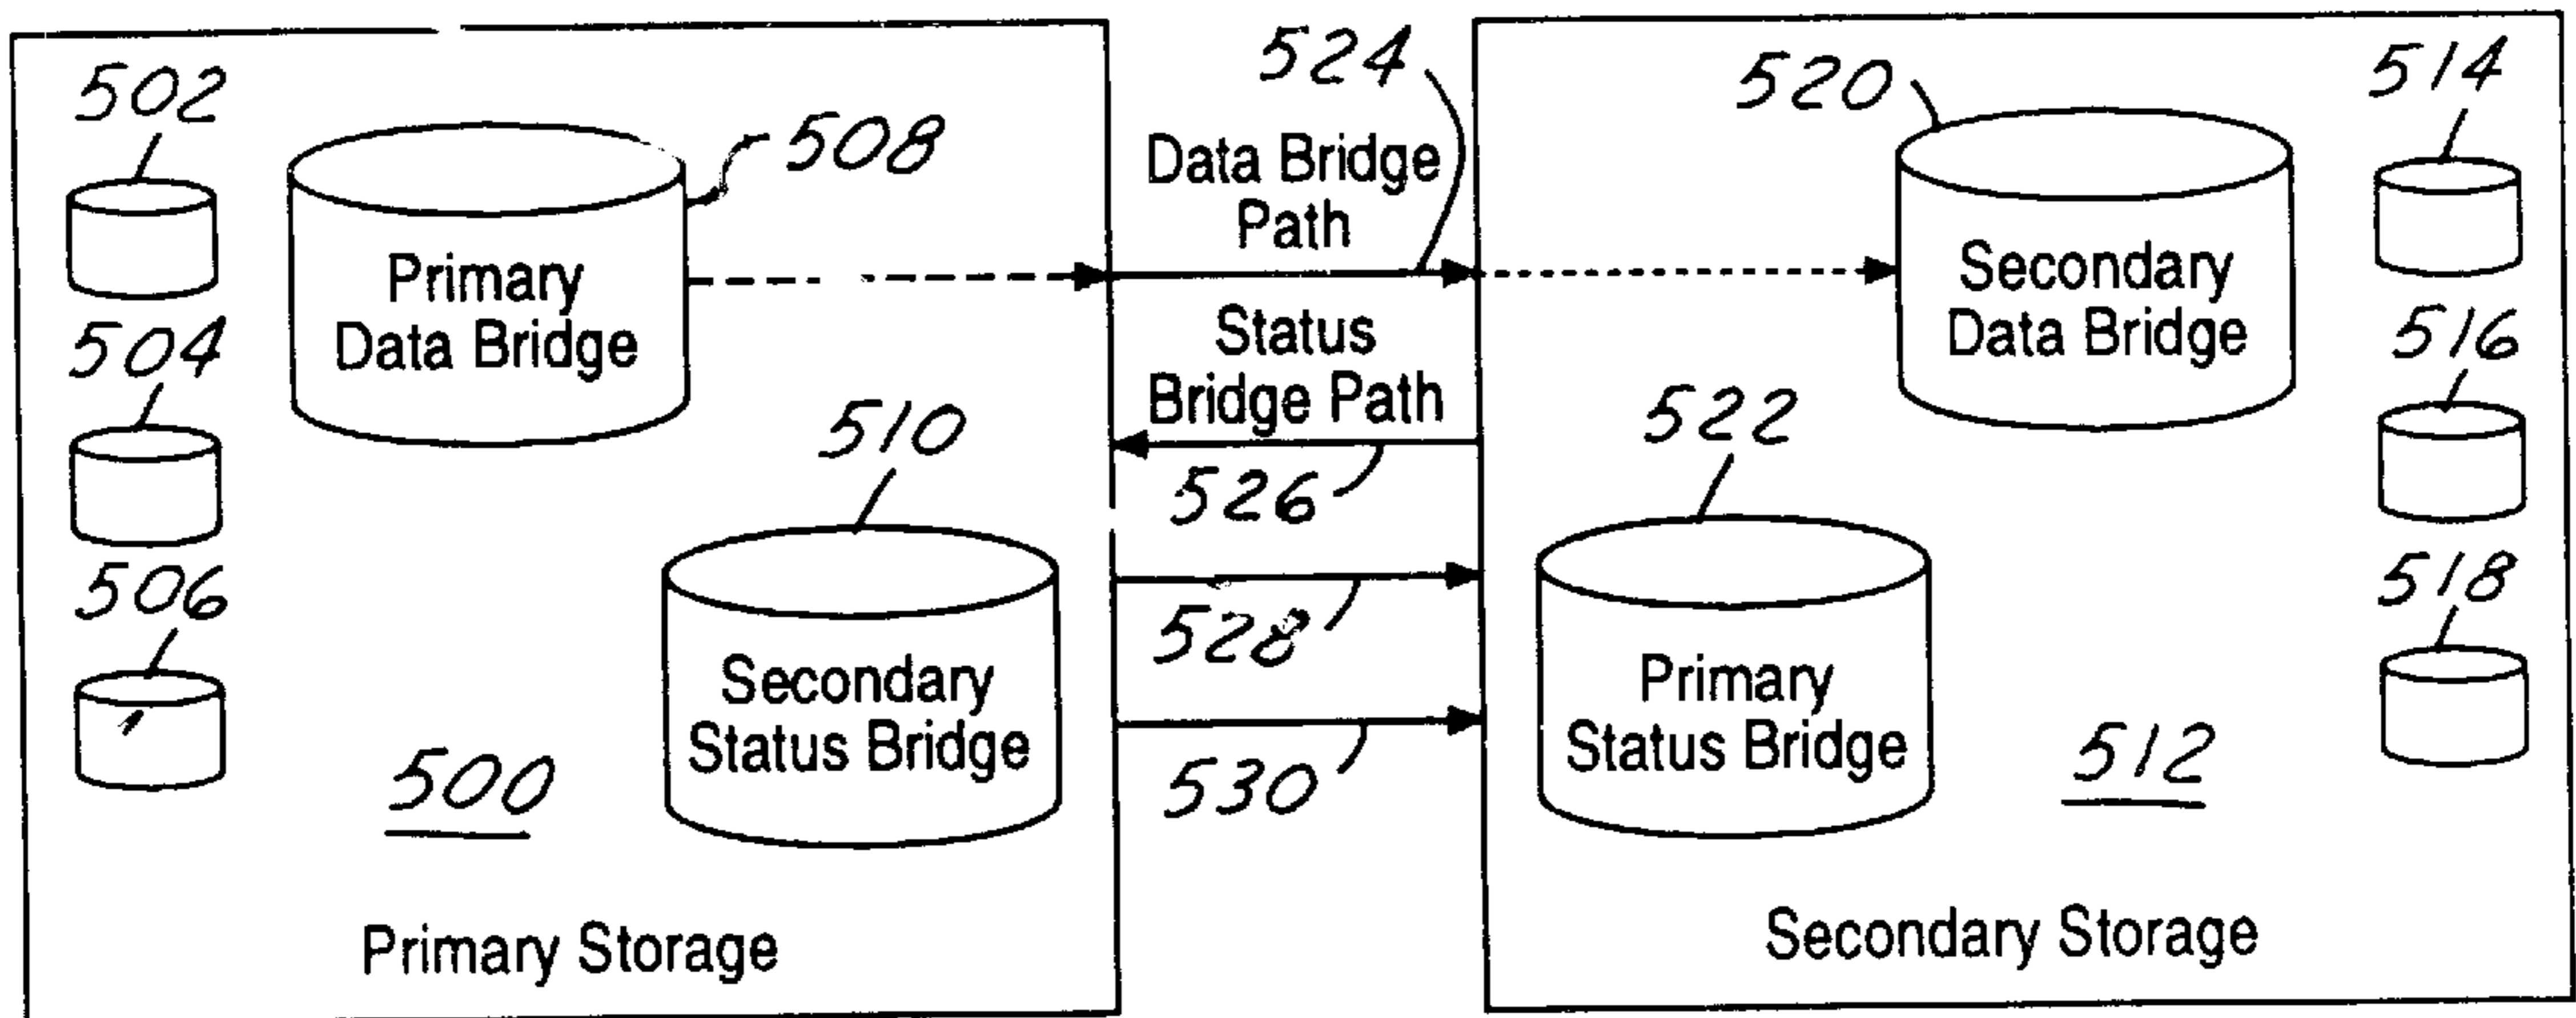 502
508
524
520
514
Data Bridge
Path
Primary
Data Bridge
Secondary
Data Bridge
504
510
Status
Bridge Path
522
516
526
506
528
518
Secondary
Status Bridge
Primary
Status Bridge
500
530
512
Primary Storage
Secondary Storage